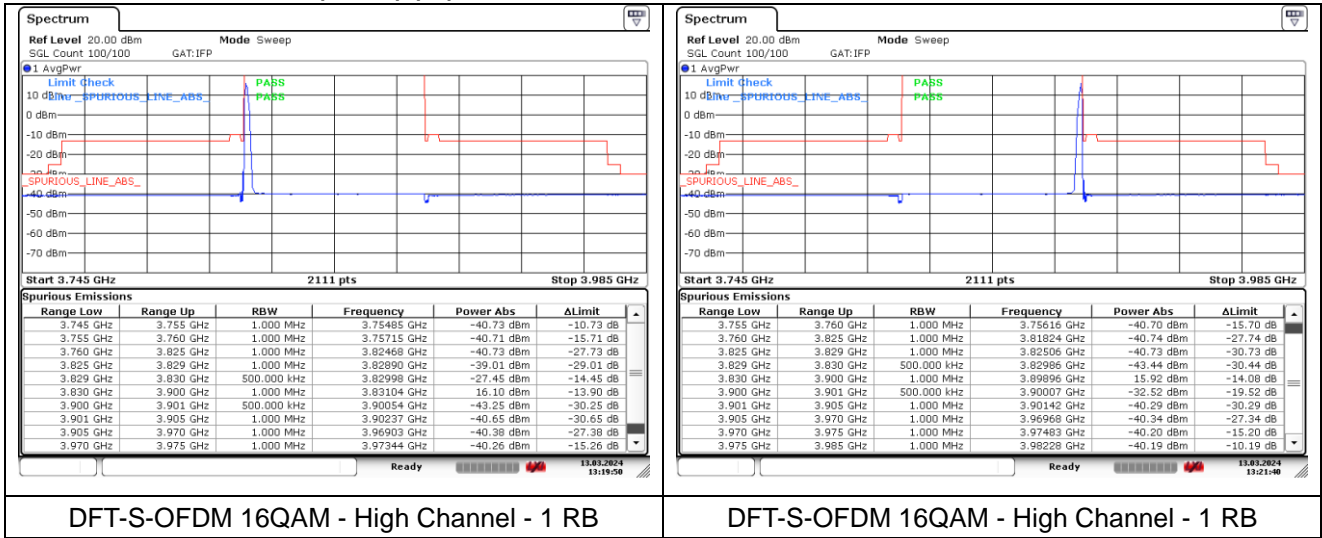 Spectrum
Ref Level 20.00 dBm Mode Sweep
SGL Count 100/100 GAT:IFP
1 AvgPwr
Limit Check PASS
10 dBm
Line _SPURIOUS_LINE_ABS_ PASS
0 dBm
-10 dBm
-20 dBm
-30 dBm
_SPURIOUS_LINE_ABS_
-40 dBm
-50 dBm
-60 dBm
-70 dBm
Start 3.745 GHz 2111 pts Stop 3.985 GHz
Spurious Emissions
Range Low Range Up RBW Frequency Power Abs ΔLimit
3.745 GHz 3.755 GHz 1.000 MHz 3.75485 GHz -40.73 dBm -10.73 dB
3.755 GHz 3.760 GHz 1.000 MHz 3.75715 GHz -40.71 dBm -15.71 dB
3.760 GHz 3.825 GHz 1.000 MHz 3.82468 GHz -40.73 dBm -27.73 dB
3.825 GHz 3.829 GHz 1.000 MHz 3.82890 GHz -39.01 dBm -29.01 dB
3.829 GHz 3.830 GHz 500.000 kHz 3.82998 GHz -27.45 dBm -14.45 dB
3.830 GHz 3.900 GHz 1.000 MHz 3.83104 GHz 16.10 dBm -13.90 dB
3.900 GHz 3.901 GHz 500.000 kHz 3.90054 GHz -43.25 dBm -30.25 dB
3.901 GHz 3.905 GHz 1.000 MHz 3.90237 GHz -40.65 dBm -30.65 dB
3.905 GHz 3.970 GHz 1.000 MHz 3.96903 GHz -40.38 dBm -27.38 dB
3.970 GHz 3.975 GHz 1.000 MHz 3.97344 GHz -40.26 dBm -15.26 dB
Ready 13.03.2024
13:19:50
DFT-S-OFDM 16QAM - High Channel - 1 RB
Spectrum
Ref Level 20.00 dBm Mode Sweep
SGL Count 100/100 GAT:IFP
1 AvgPwr
Limit Check PASS
10 dBm
Line _SPURIOUS_LINE_ABS_ PASS
0 dBm
-10 dBm
-20 dBm
-30 dBm
_SPURIOUS_LINE_ABS_
-40 dBm
-50 dBm
-60 dBm
-70 dBm
Start 3.745 GHz 2111 pts Stop 3.985 GHz
Spurious Emissions
Range Low Range Up RBW Frequency Power Abs ΔLimit
3.755 GHz 3.760 GHz 1.000 MHz 3.75616 GHz -40.70 dBm -15.70 dB
3.760 GHz 3.825 GHz 1.000 MHz 3.81824 GHz -40.74 dBm -27.74 dB
3.825 GHz 3.829 GHz 1.000 MHz 3.82506 GHz -40.73 dBm -30.73 dB
3.829 GHz 3.830 GHz 500.000 kHz 3.82986 GHz -43.44 dBm -30.44 dB
3.830 GHz 3.900 GHz 1.000 MHz 3.89896 GHz 15.92 dBm -14.08 dB
3.900 GHz 3.901 GHz 500.000 kHz 3.90007 GHz -32.52 dBm -19.52 dB
3.901 GHz 3.905 GHz 1.000 MHz 3.90142 GHz -40.29 dBm -30.29 dB
3.905 GHz 3.970 GHz 1.000 MHz 3.96968 GHz -40.34 dBm -27.34 dB
3.970 GHz 3.975 GHz 1.000 MHz 3.97483 GHz -40.20 dBm -15.20 dB
3.975 GHz 3.985 GHz 1.000 MHz 3.98228 GHz -40.19 dBm -10.19 dB
Ready 13.03.2024
13:21:40
DFT-S-OFDM 16QAM - High Channel - 1 RB